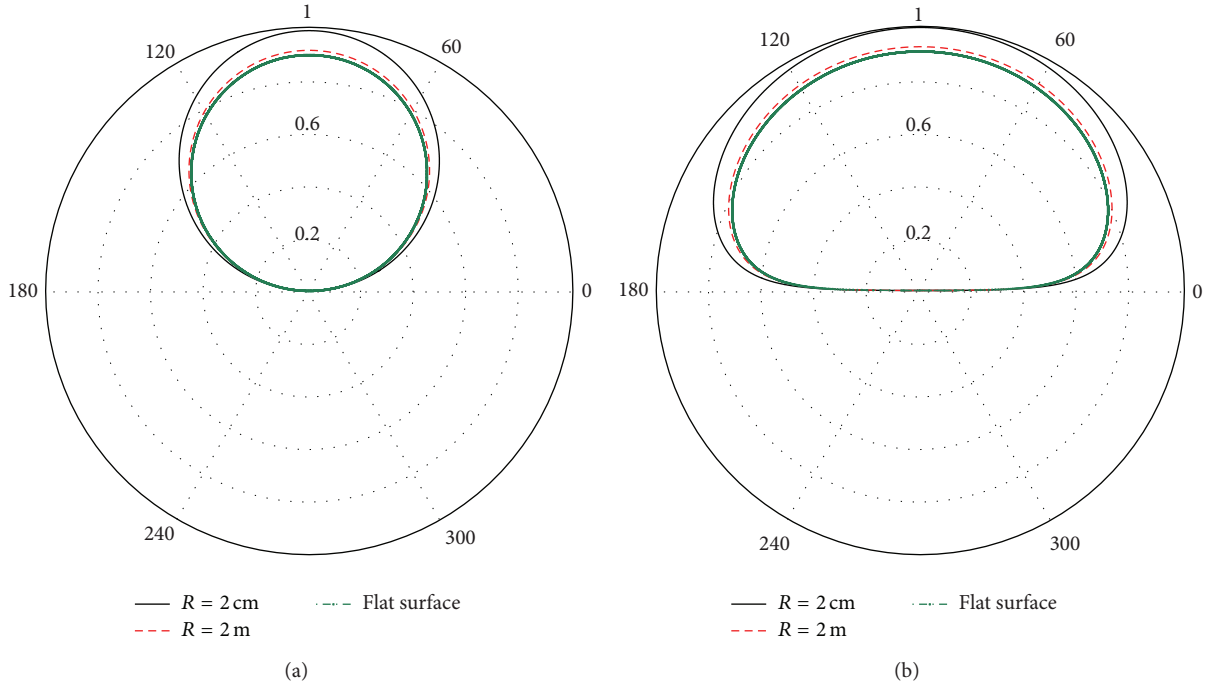 1
120
60
0.6
0.2
180
0
240
300
R = 2 cm
R = 2 m
Flat surface
(a)
1
120
60
0.6
0.2
180
0
240
300
R = 2 cm
R = 2 m
Flat surface
(b)